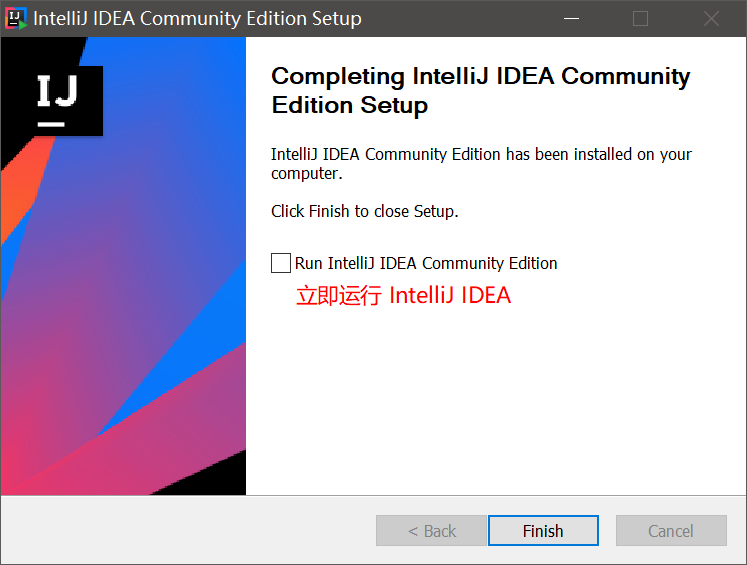 IntelliJ IDEA Community Edition Setup
IJ
Completing IntelliJ IDEA Community
Edition Setup
IntelliJ IDEA Community Edition has been installed on your
computer.
Click Finish to close Setup.
Run IntelliJ IDEA Community Edition
立即运行 IntelliJ IDEA
< Back
Finish
Cancel